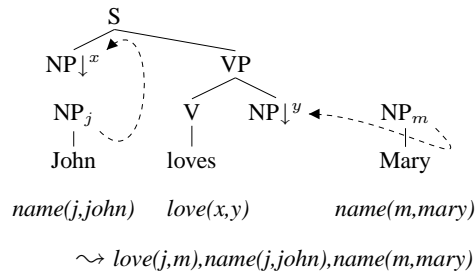 S
NP↓ˣ VP
NPⱼ V NP↓ʸ NPₘ
John loves Mary
name(j,john) love(x,y) name(m,mary)
⤳ love(j,m),name(j,john),name(m,mary)